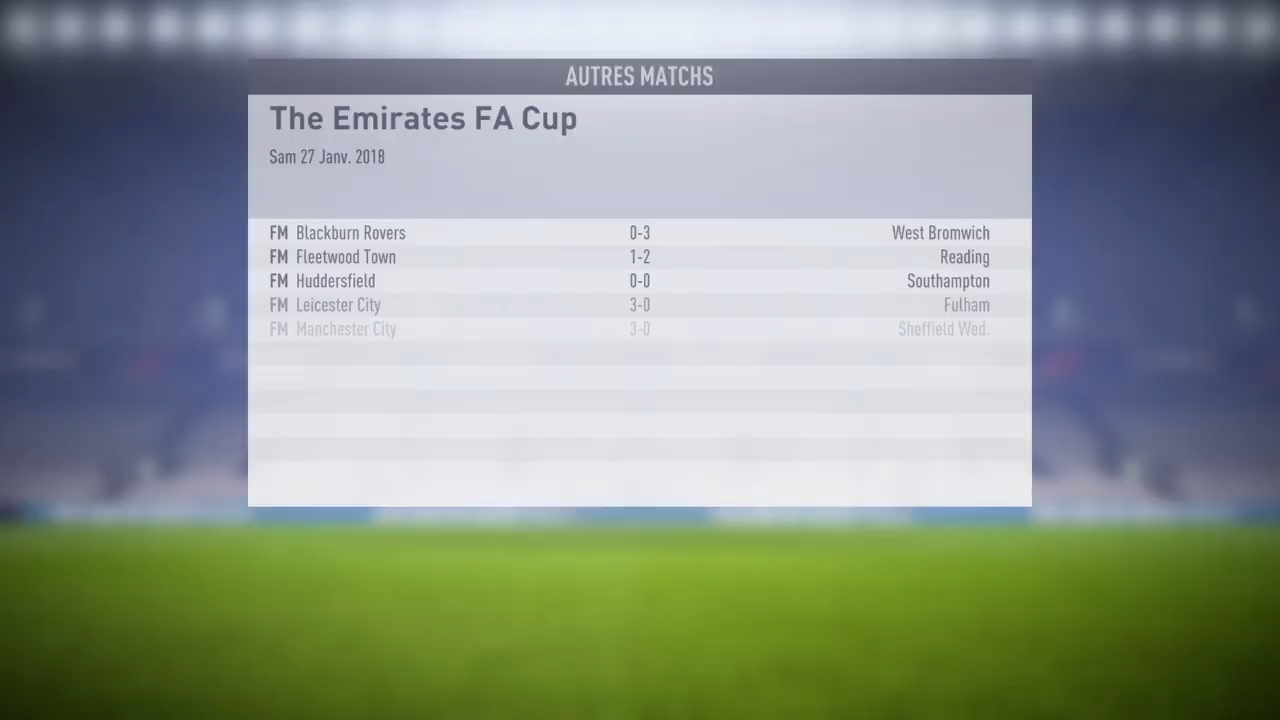 AUTRES MATCHS
The Emirates FA Cup
Sam 27 Janv. 2018
FM Blackburn Rovers 0-3 West Bromwich
FM Fleetwood Town 1-2 Reading
FM Huddersfield 0-0 Southampton
FM Leicester City 3-0 Fulham
FM Manchester City 3-0 Sheffield Wed.